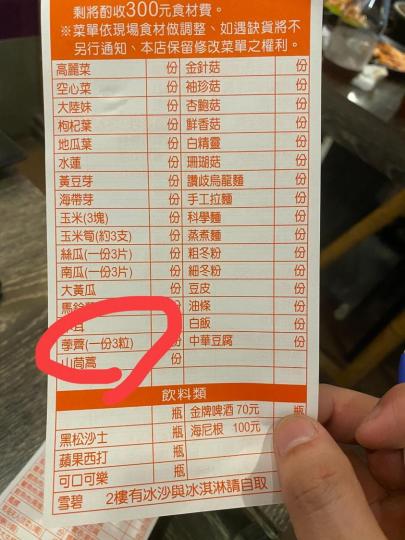 剩將酌收300元食材費。
※菜單依現場食材做調整、如遇缺貨將不
另行通知、本店保留修改菜單之權利。
高麗菜 份 金針菇 份
空心菜 份 袖珍菇 份
大陸妹 份 杏鮑菇 份
枸杞葉 份 鮮香菇 份
地瓜葉 份 白精靈 份
水蓮 份 珊瑚菇 份
黃豆芽 份 讚岐烏龍麵 份
海帶芽 份 手工拉麵 份
玉米(3塊) 份 科學麵 份
玉米筍(約3支) 份 蒸煮麵 份
絲瓜(一份3片) 份 粗冬粉 份
南瓜(一份3片) 份 細冬粉 份
大黃瓜 份 豆皮 份
馬鈴 份 油條 份
耳 份 白飯 份
荸薺(一份3粒) 份 中華豆腐 份
山茼蒿 份
飲料類
瓶 金牌啤酒 70元 瓶
黑松沙士 瓶 海尼根 100元
蘋果西打 瓶
可口可樂 瓶
雪碧 2樓有冰沙與冰淇淋請自取